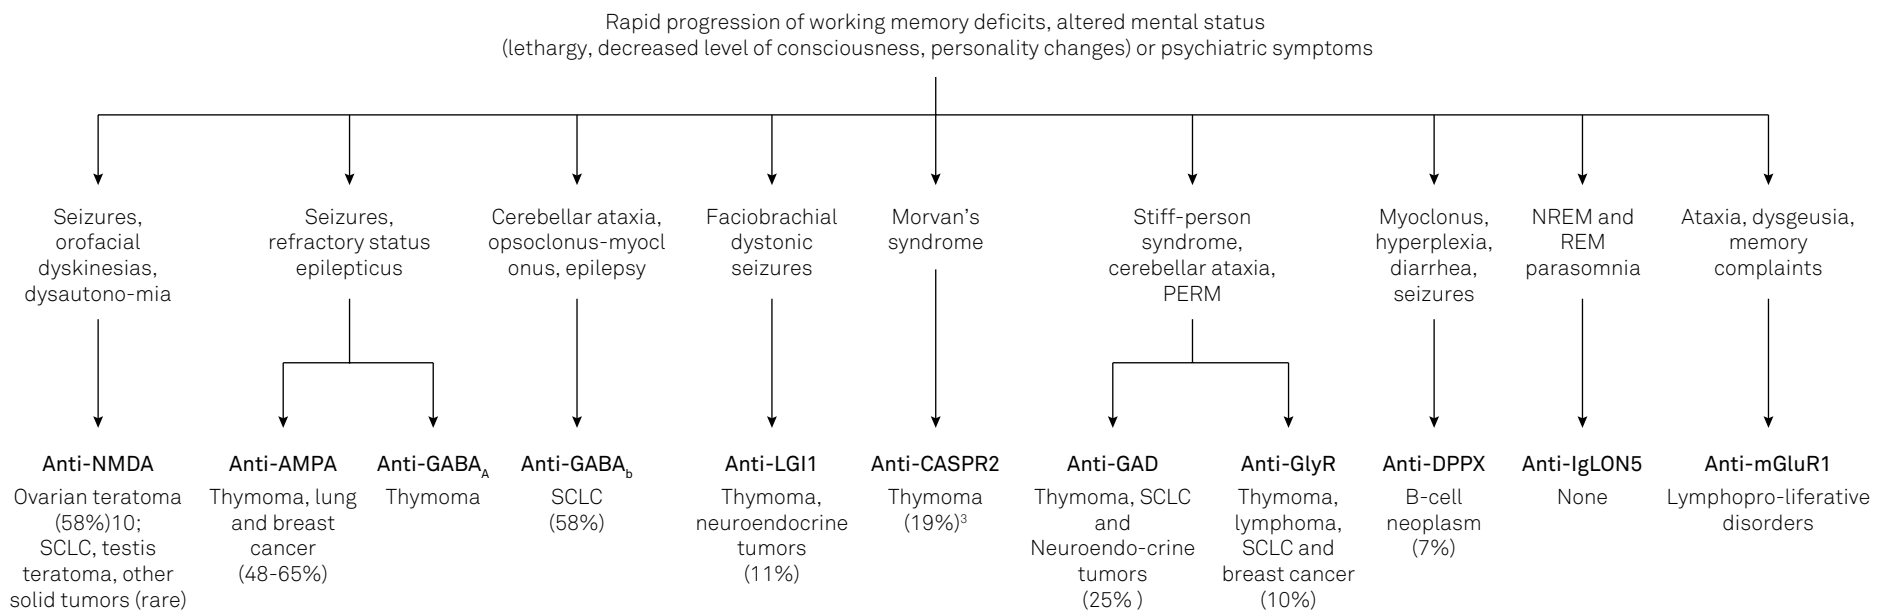 Rapid progression of working memory deficits, altered mental status
(lethargy, decreased level of consciousness, personality changes) or psychiatric symptoms
Seizures,
orofacial
dyskinesias,
dysautono-mia
Seizures,
refractory status
epilepticus
Cerebellar ataxia,
opsoclonus-myocl
onus, epilepsy
Faciobrachial
dystonic
seizures
Morvan's
syndrome
Stiff-person
syndrome,
cerebellar ataxia,
PERM
Myoclonus,
hyperplexia,
diarrhea,
seizures
NREM and
REM
parasomnia
Ataxia, dysgeusia,
memory
complaints
Anti-NMDA
Ovarian teratoma
(58%)10;
SCLC, testis
teratoma, other
solid tumors (rare)
Anti-AMPA
Thymoma, lung
and breast
cancer
(48-65%)
Anti-GABA_A
Thymoma
Anti-GABA_b
SCLC
(58%)
Anti-LGI1
Thymoma,
neuroendocrine
tumors
(11%)
Anti-CASPR2
Thymoma
(19%)³
Anti-GAD
Thymoma, SCLC
and
Neuroendo-crine
tumors
(25% )
Anti-GlyR
Thymoma,
lymphoma,
SCLC and
breast cancer
(10%)
Anti-DPPX
B-cell
neoplasm
(7%)
Anti-IgLON5
None
Anti-mGluR1
Lymphopro-liferative
disorders